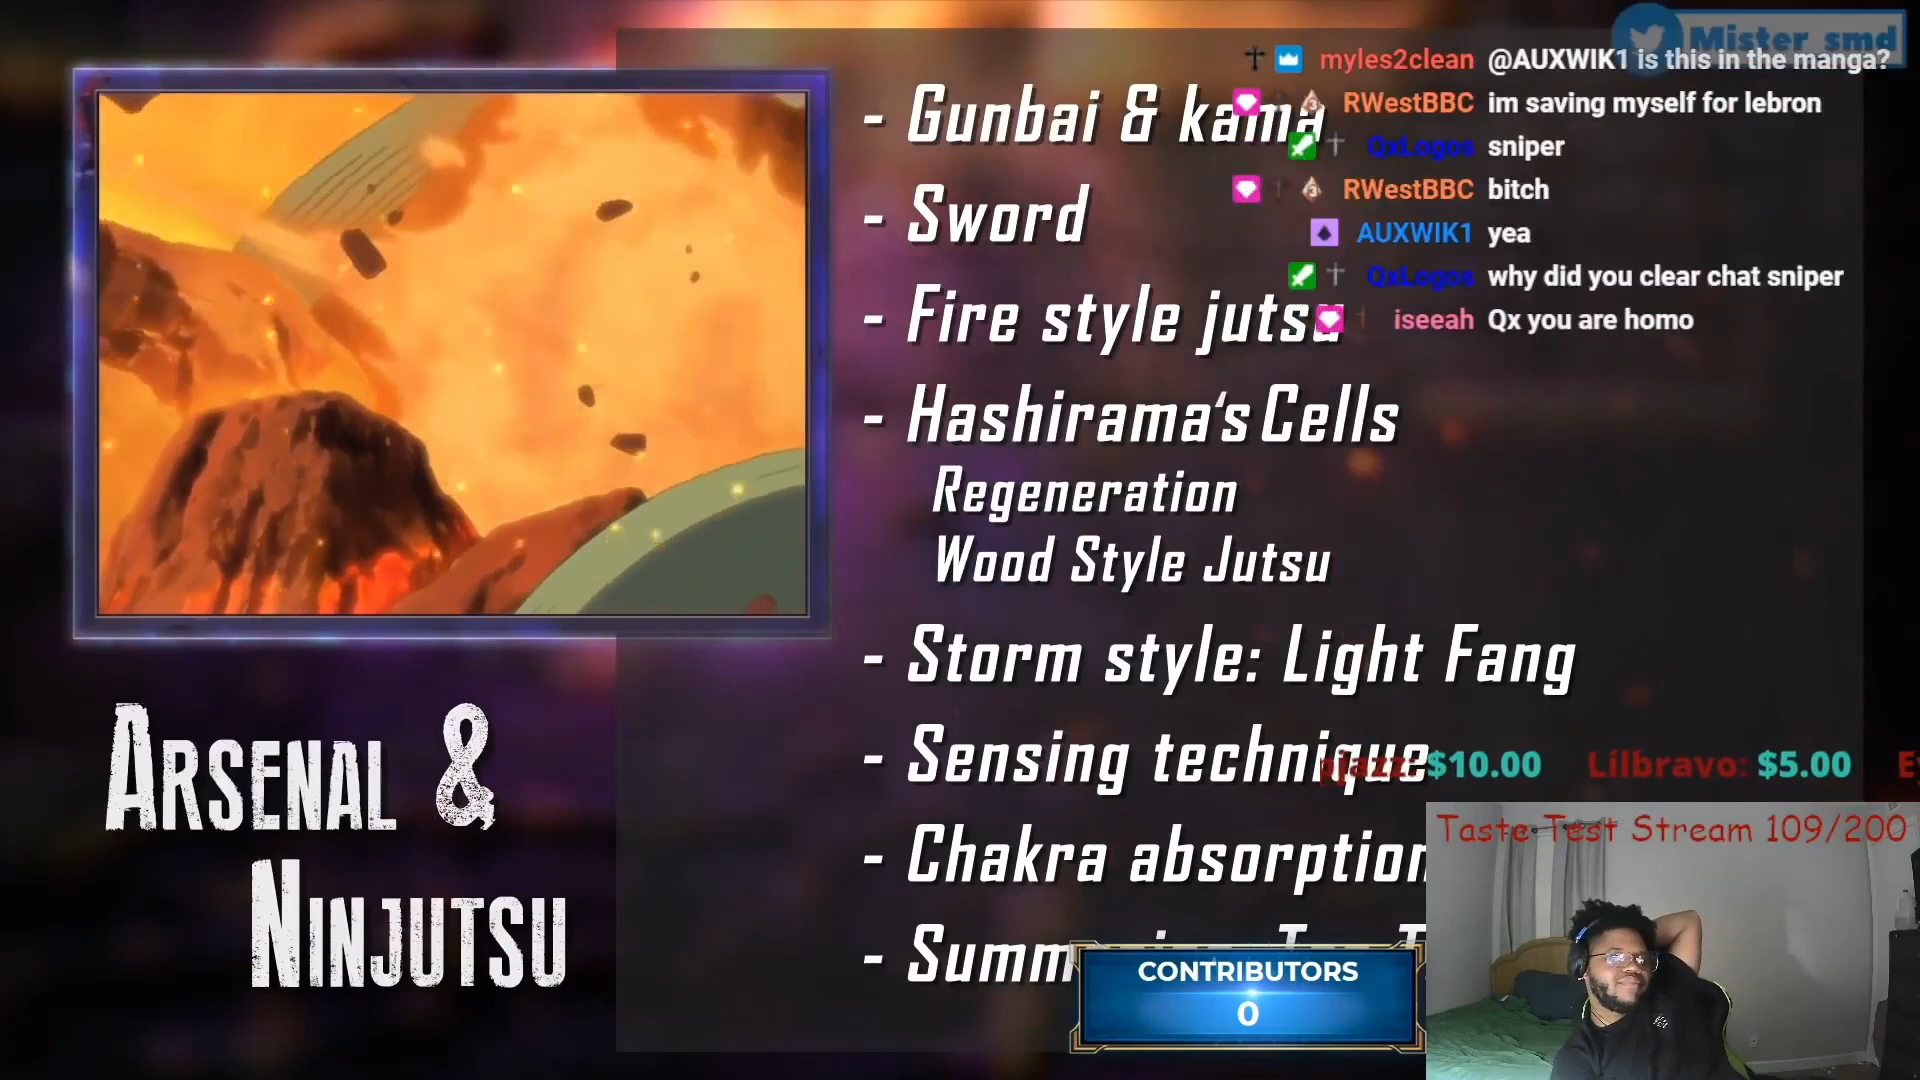 Mister_smd
myles2clean @AUXWIK1 is this in the manga?
RWestBBC im saving myself for lebron
QxLogos sniper
RWestBBC bitch
AUXWIK1 yea
QxLogos why did you clear chat sniper
iseeah Qx you are homo
- Gunbai & kama
- Sword
- Fire style jutsu
- Hashirama's Cells
Regeneration
Wood Style Jutsu
- Storm style: Light Fang
- Sensing technique
- Chakra absorption
- Summ
ARSENAL &
NINJUTSU
$10.00 Lilbravo: $5.00
Taste Test Stream 109/200
CONTRIBUTORS
0